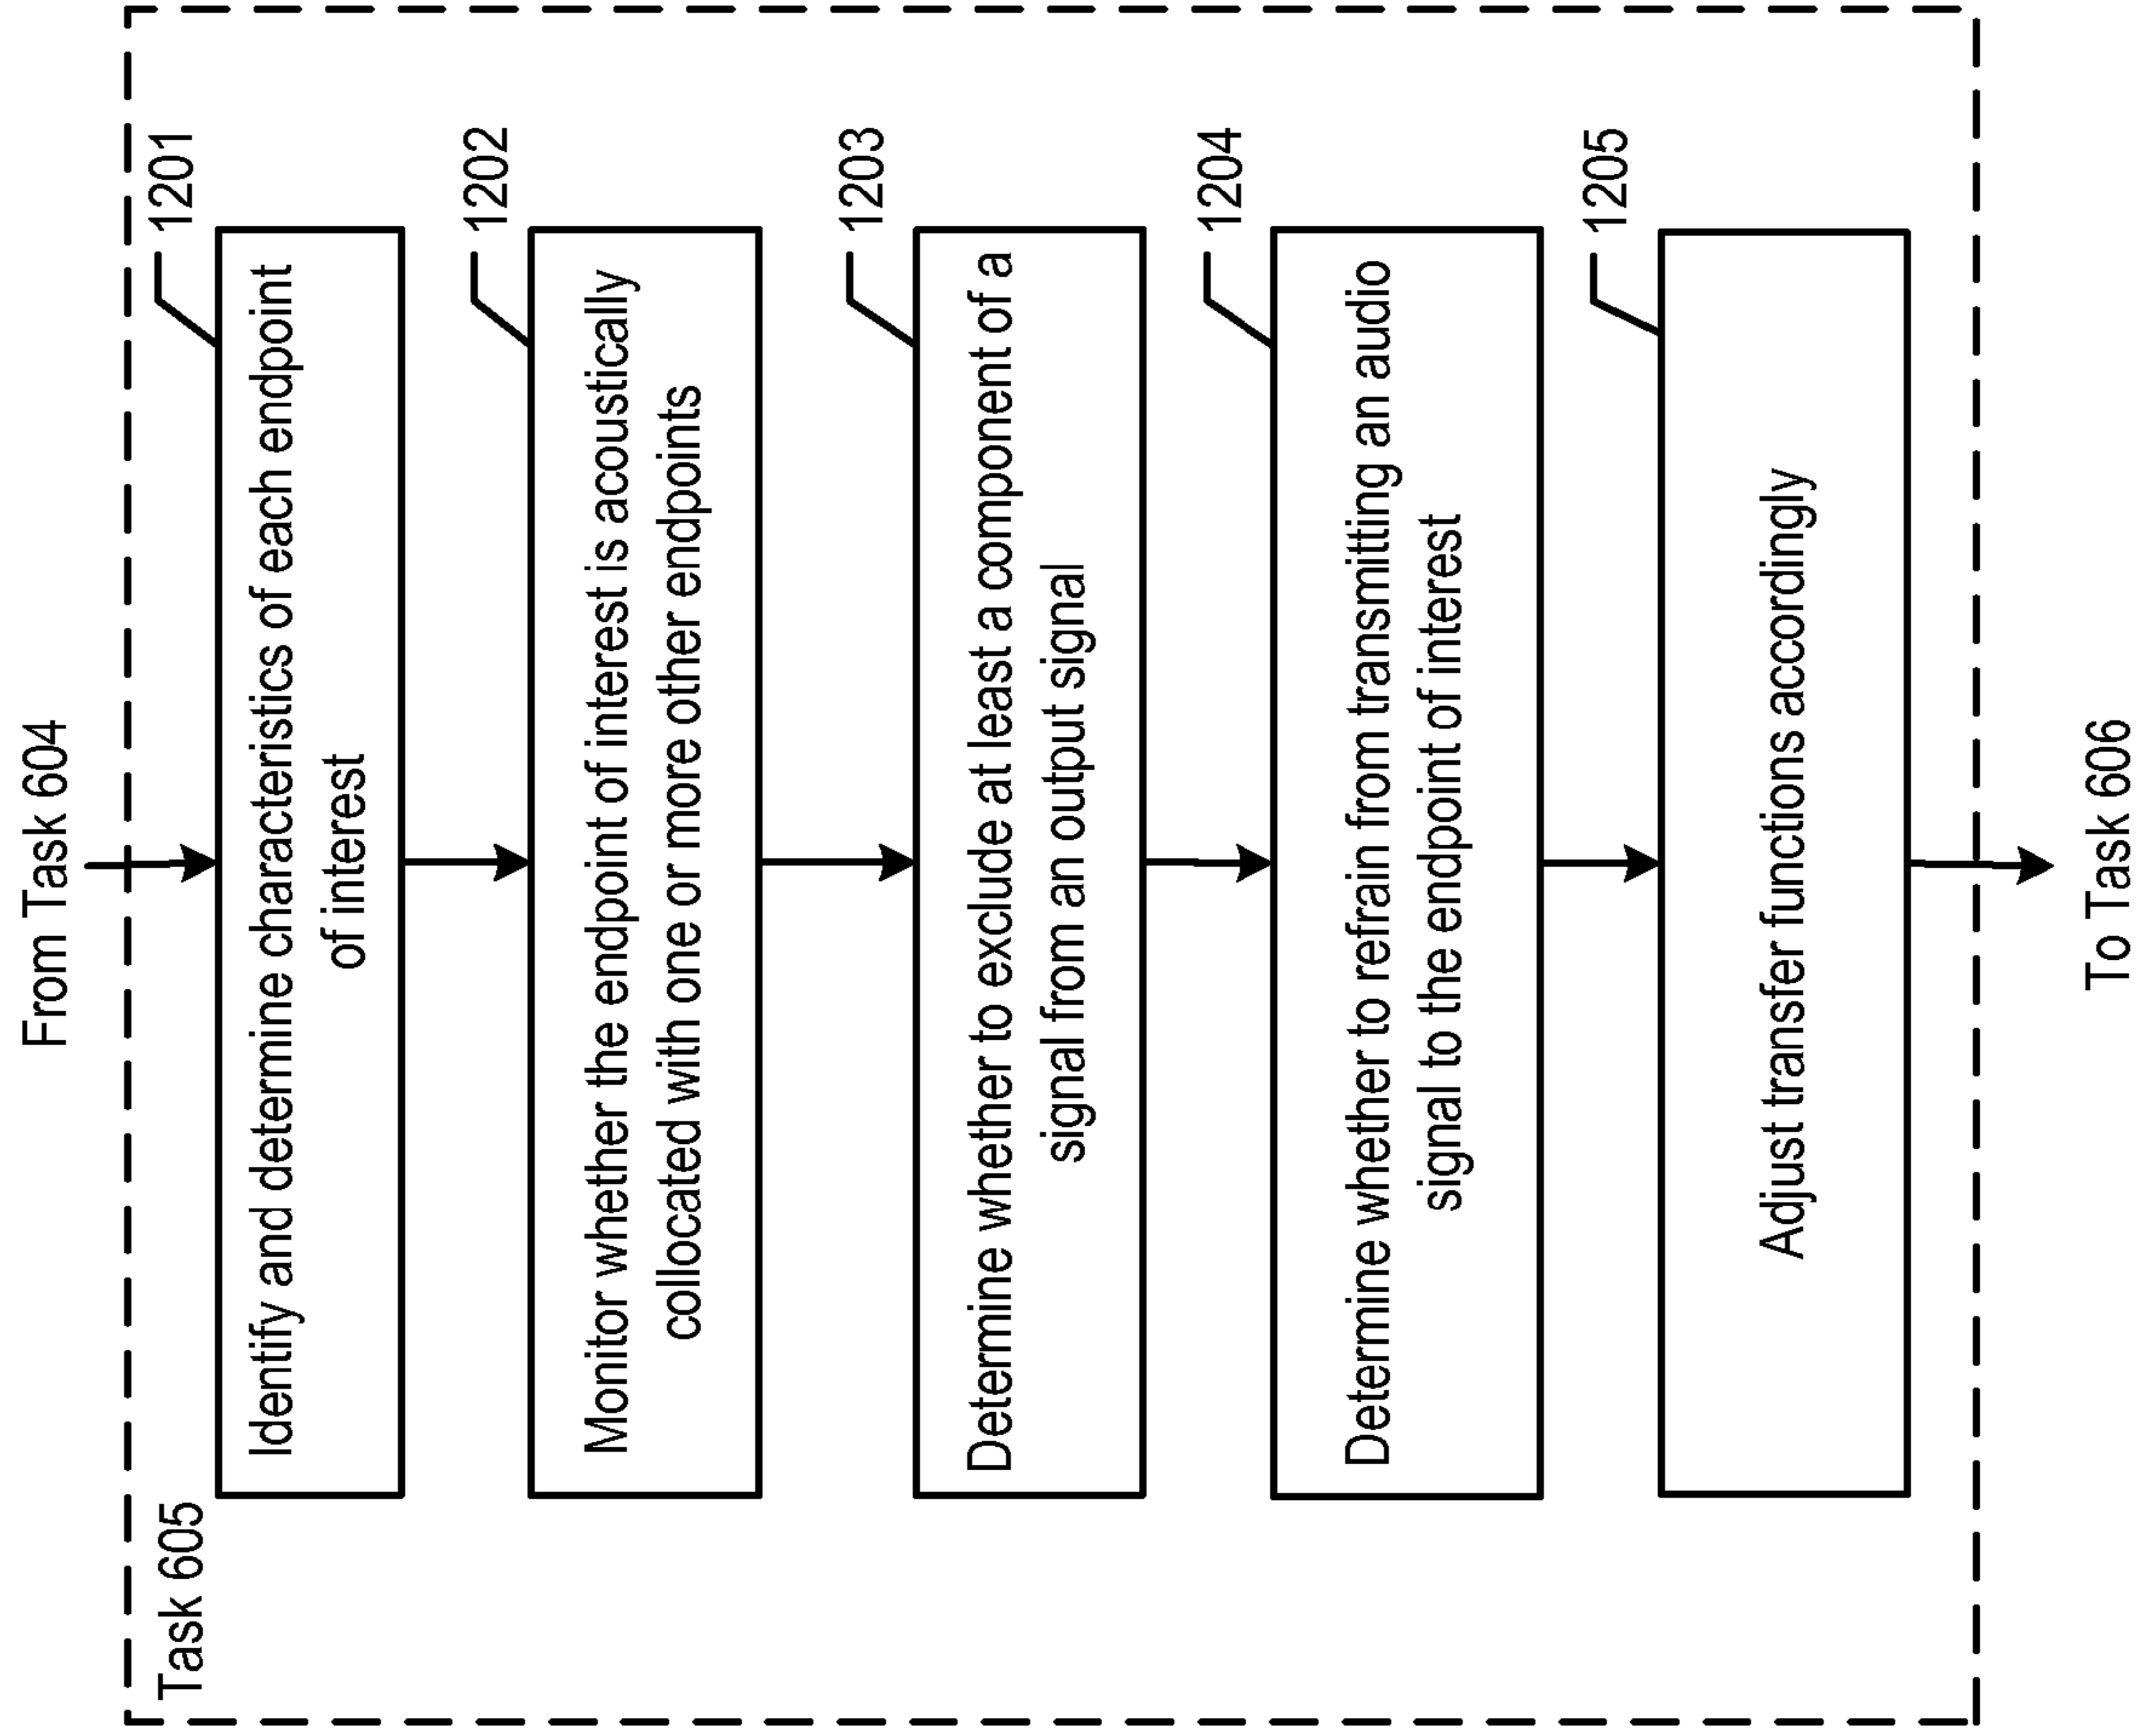 From Task 604
Task 605
1201
Identify and determine characteristics of each endpoint
of interest
1202
Monitor whether the endpoint of interest is acoustically
collocated with one or more other endpoints
1203
Determine whether to exclude at least a component of a
signal from an output signal
1204
Determine whether to refrain from transmitting an audio
signal to the endpoint of interest
1205
Adjust transfer functions accordingly
To Task 606